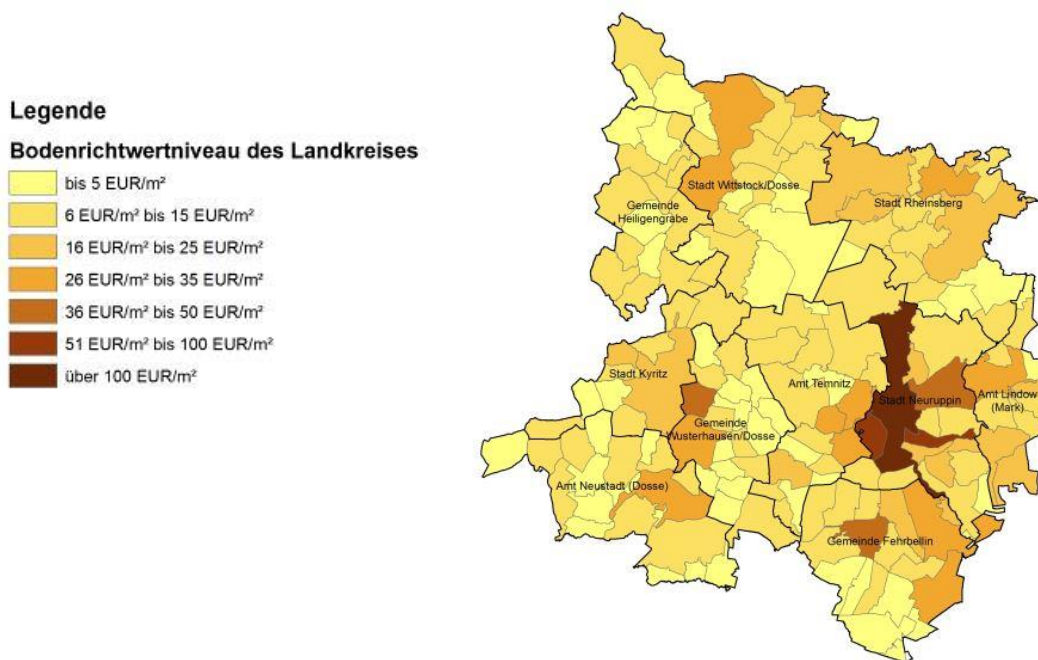 Legende
Bodenrichtwertniveau des Landkreises
bis 5 EUR/m²
6 EUR/m² bis 15 EUR/m²
16 EUR/m² bis 25 EUR/m²
26 EUR/m² bis 35 EUR/m²
36 EUR/m² bis 50 EUR/m²
51 EUR/m² bis 100 EUR/m²
über 100 EUR/m²
Stadt Wittstock/Dosse
Gemeinde
Heiligengrabe
Stadt Rheinsberg
Stadt Kyritz
Amt Temnitz
Stadt Neuruppin
Amt Lindow
(Mark)
Gemeinde
Wusterhausen/Dosse
Amt Neustadt (Dosse)
Gemeinde Fehrbellin